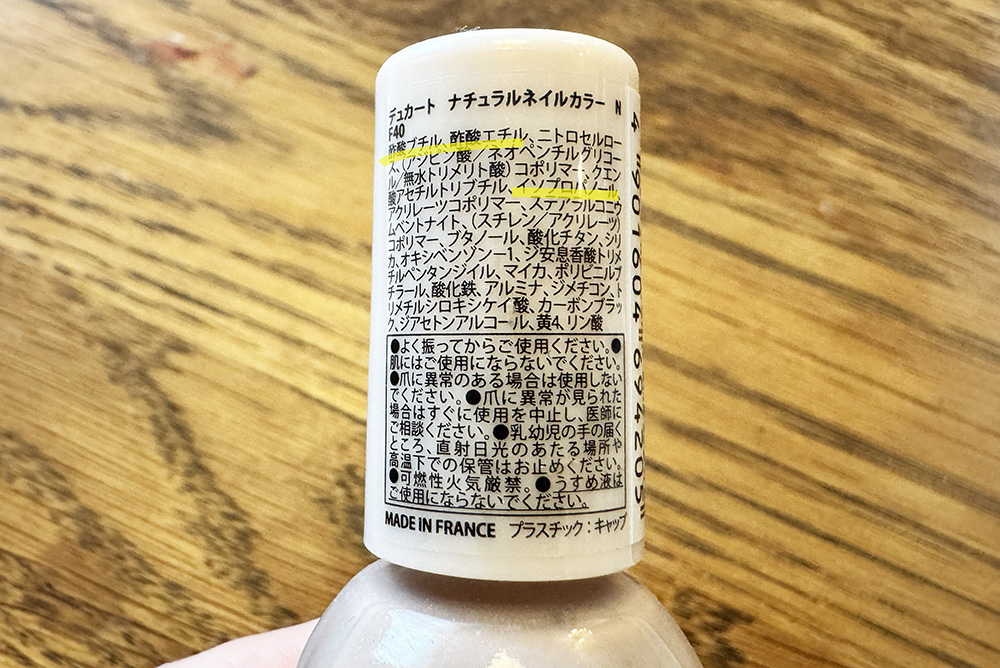 デュカート ナチュラルネイルカラー N
F40
酢酸ブチル、酢酸エチル、ニトロセルロー
ス、(アジピン酸/ネオペンチルグリコー
ル/無水トリメリト酸)コポリマー、クエン
酸アセチルトリブチル、イソプロパノール、
アクリレーツコポリマー、ステアラルコニウ
ムベントナイト、(スチレン/アクリレーツ)
コポリマー、ブタノール、酸化チタン、シリ
カ、オキシベンゾン-1、ジ安息香酸トリメ
チルペンタンジイル、マイカ、ポリビニルブ
チラール、酸化鉄、アルミナ、ジメチコン、ト
リメチルシロキシケイ酸、カーボンブラッ
ク、ジアセトンアルコール、黄4、リン酸
●よく振ってからご使用ください。●
肌にはご使用にならないでください。
●爪に異常のある場合は使用しない
でください。●爪に異常が見られた
場合はすぐに使用を中止し、医師に
ご相談ください。●乳幼児の手の届く
ところ、直射日光のあたる場所や
高温下での保管はお止めください。
●可燃性火気厳禁。●うすめ液は
ご使用にならないでください。
MADE IN FRANCE プラスチック:キャップ